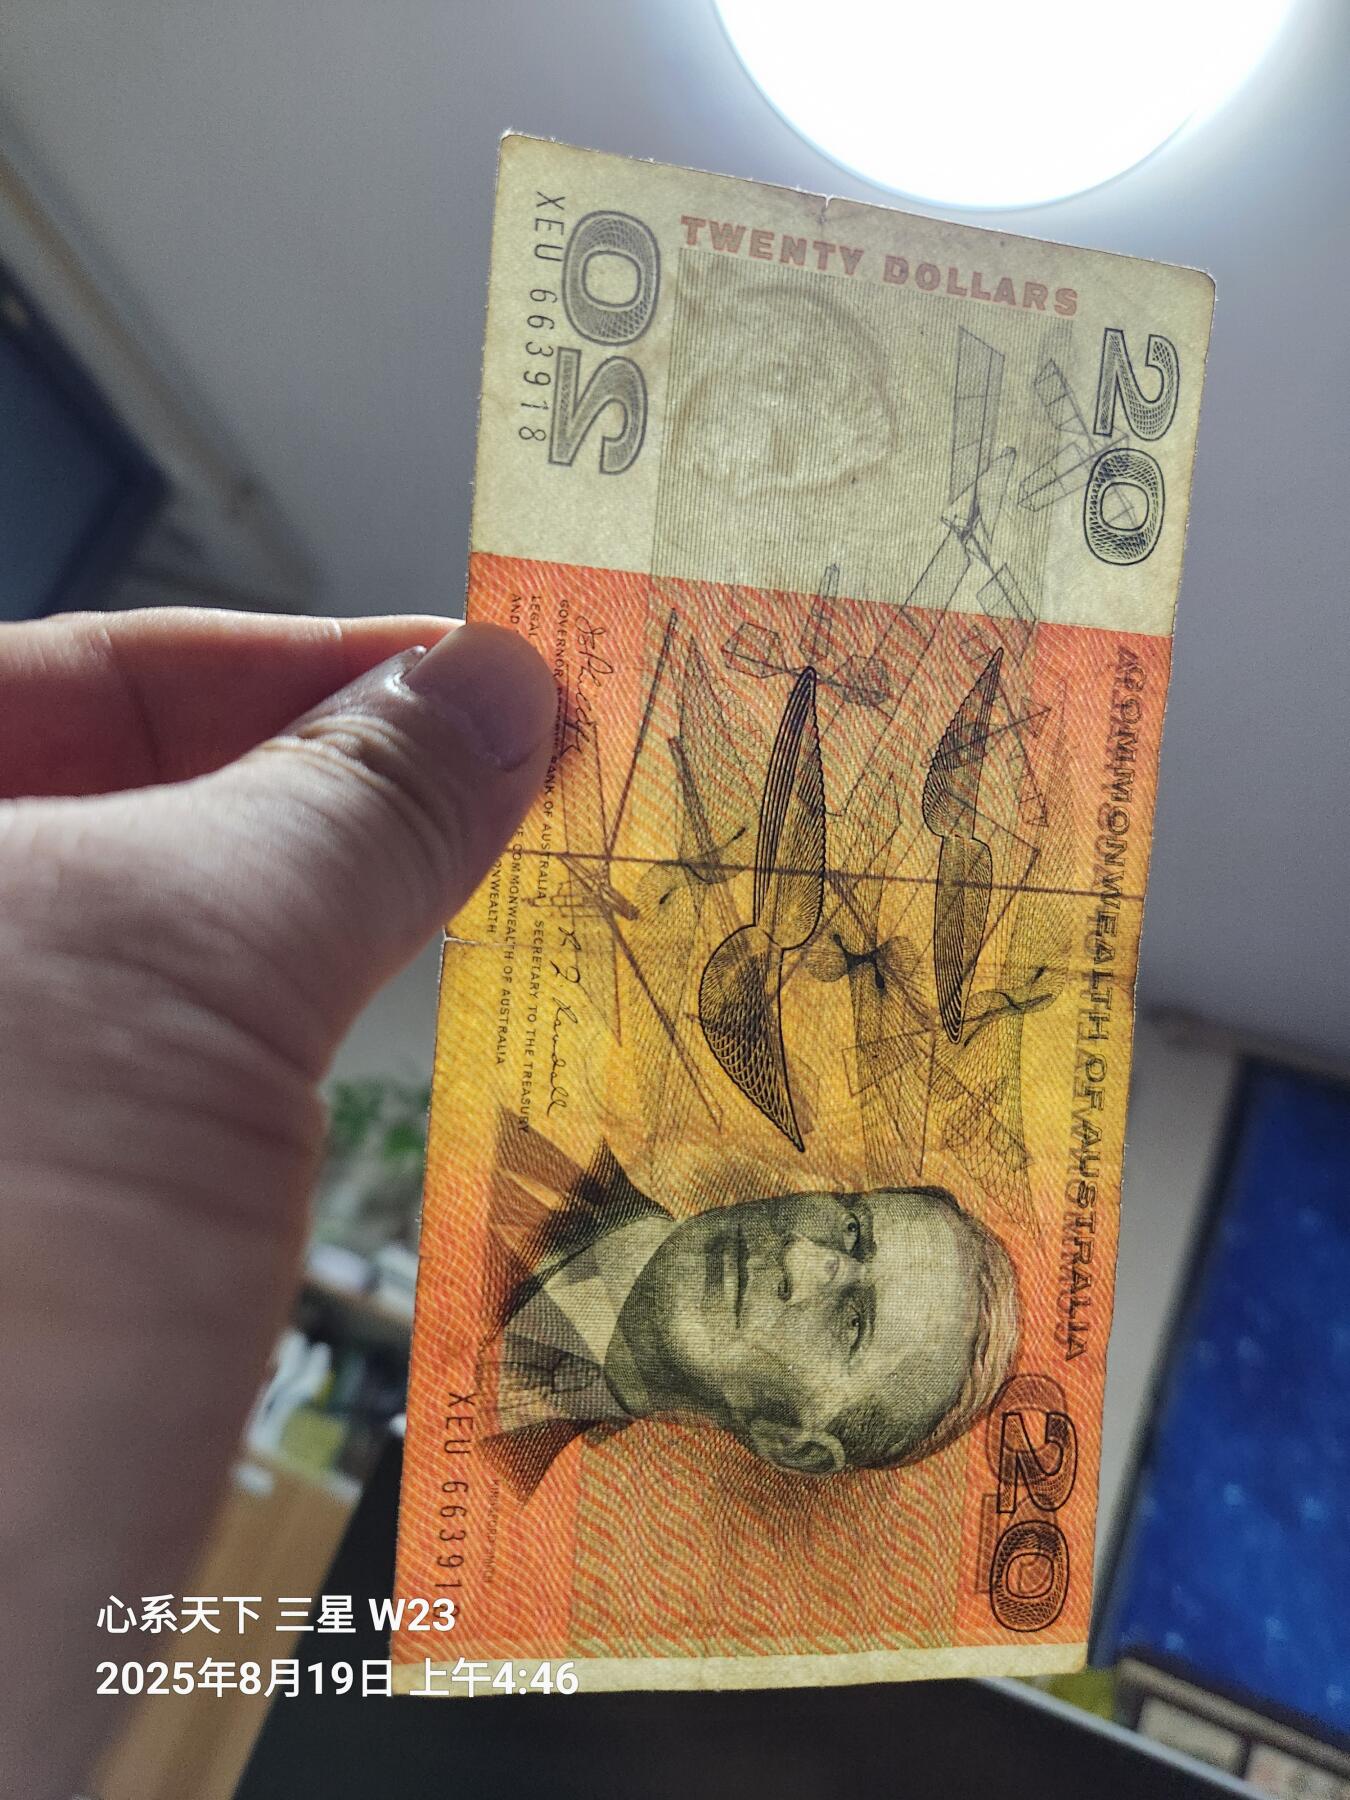 TWENTY DOLLARS
20
20
XEU 663918
COMMONWEALTH OF AUSTRALIA
GOVERNOR
BANK OF AUSTRALIA
SECRETARY TO THE TREASURY
LEGAL
COMMONWEALTH OF AUSTRALIA
AND
20
XEU 66391
心系天下 三星 W23
2025年8月19日 上午4:46